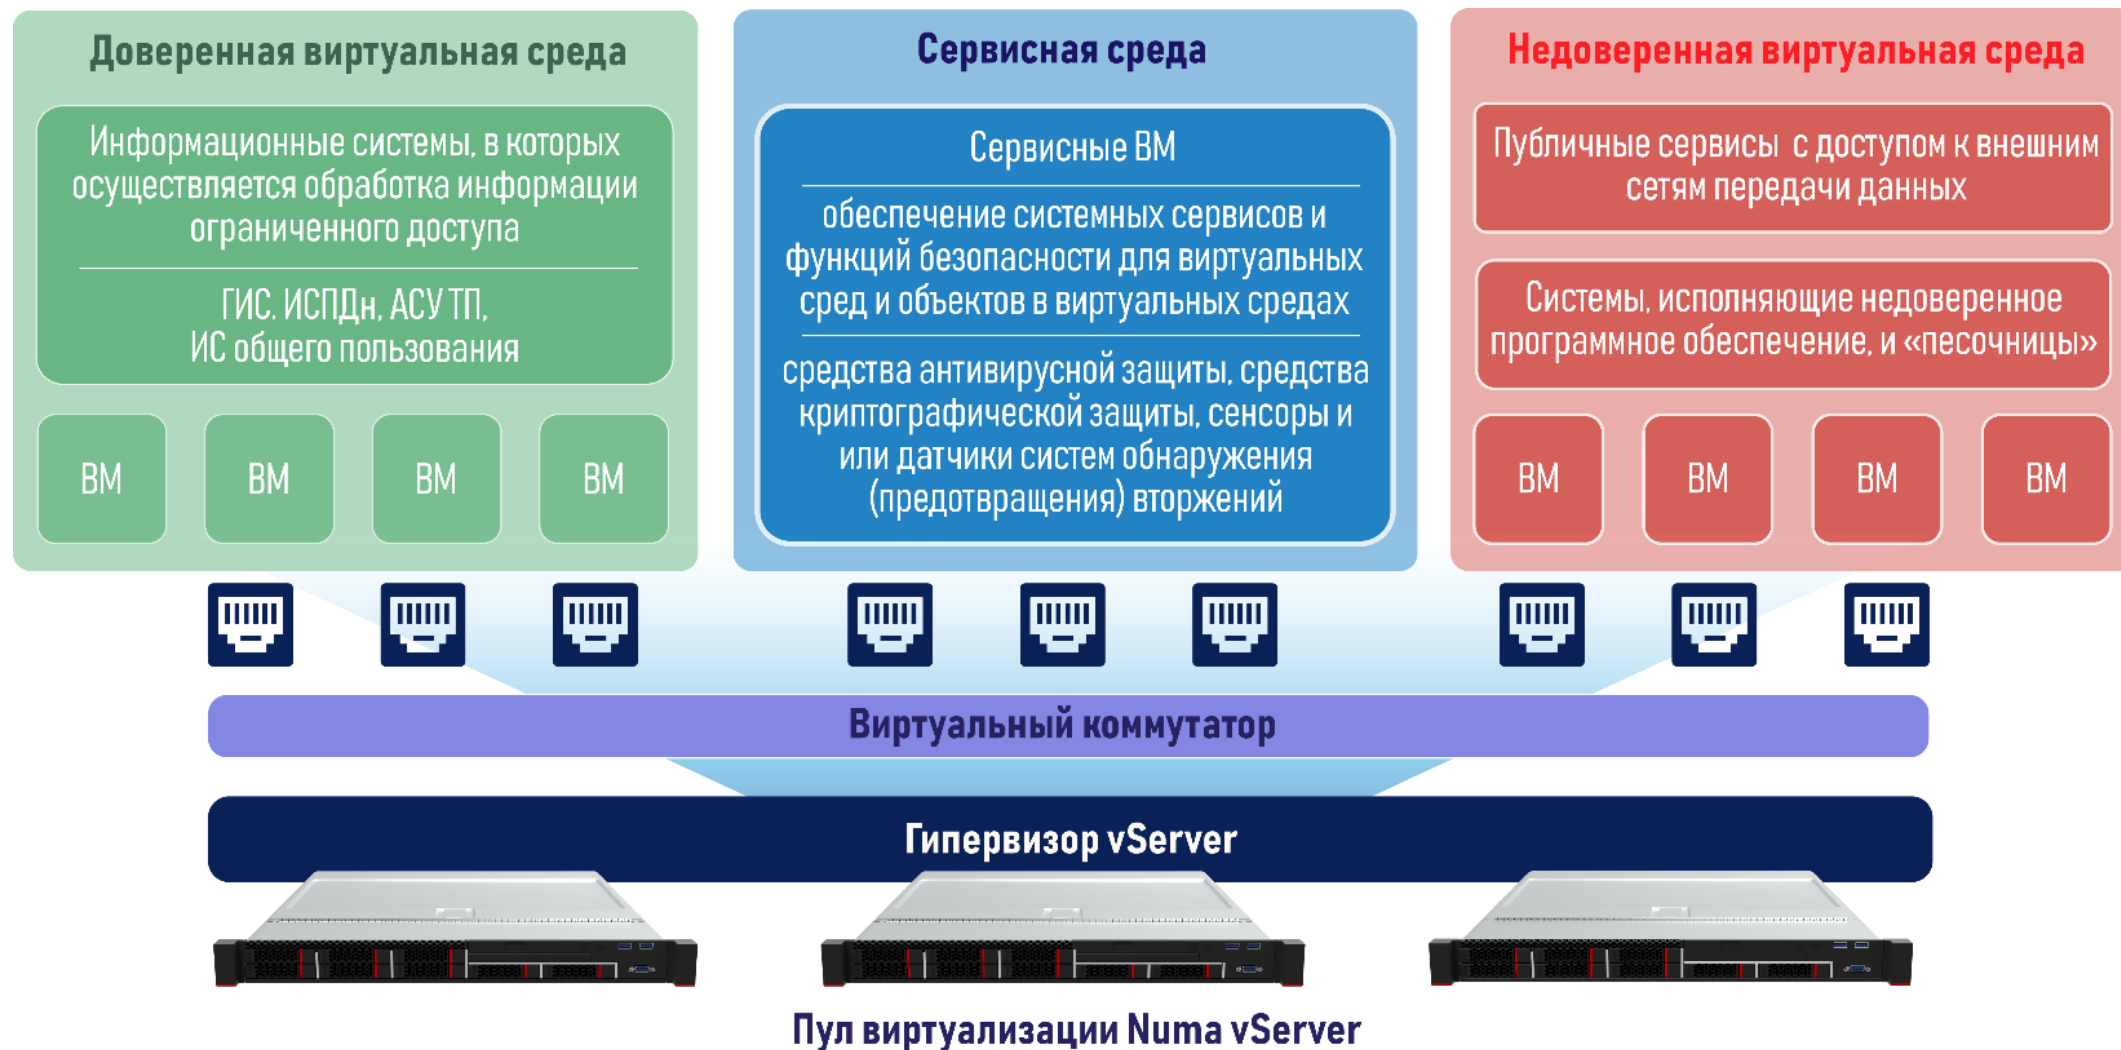 Доверенная виртуальная среда
Информационные системы, в которых
осуществляется обработка информации
ограниченного доступа
ГИС. ИСПДн, АСУ ТП,
ИС общего пользования
ВМ
ВМ
ВМ
ВМ
Сервисная среда
Сервисные ВМ
обеспечение системных сервисов и
функций безопасности для виртуальных
сред и объектов в виртуальных средах
средства антивирусной защиты, средства
криптографической защиты, сенсоры и
или датчики систем обнаружения
(предотвращения) вторжений
Недоверенная виртуальная среда
Публичные сервисы с доступом к внешним
сетям передачи данных
Системы, исполняющие недоверенное
программное обеспечение, и «песочницы»
ВМ
ВМ
ВМ
ВМ
Виртуальный коммутатор
Гипервизор vServer
Пул виртуализации Numa vServer